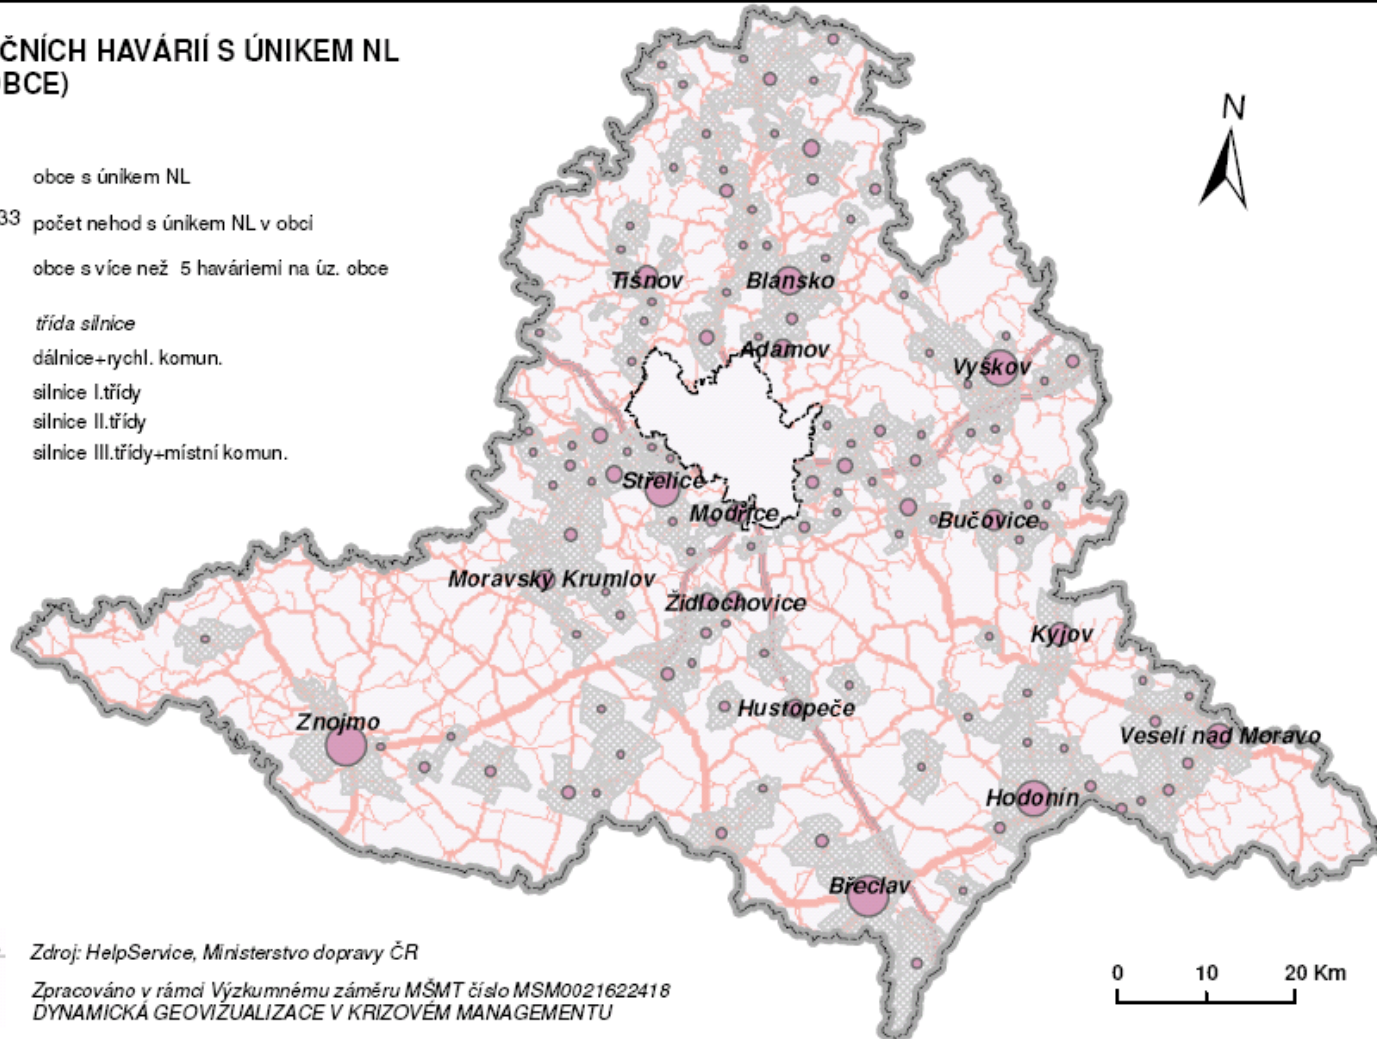 ČNÍCH HAVÁRIÍ S ÚNIKEM NL
BCE)
N
obce s únikem NL
33 počet nehod s únikem NL v obci
obce s více než 5 haváriemi na úz. obce
třída silnice
dálnice+rychl. komun.
silnice I.třídy
silnice II.třídy
silnice III.třídy+místní komun.
Tišnov
Blansko
Adamov
Vyškov
Střelice
Modřice
Bučovice
Moravský Krumlov
Židlochovice
Kyjov
Hustopeče
Znojmo
Veselí nad Moravo
Hodonín
Břeclav
Zdroj: HelpService, Ministerstvo dopravy ČR
Zpracováno v rámci Výzkumnému záměru MŠMT číslo MSM0021622418
DYNAMICKÁ GEOVIZUALIZACE V KRIZOVÉM MANAGEMENTU
0 10 20 Km